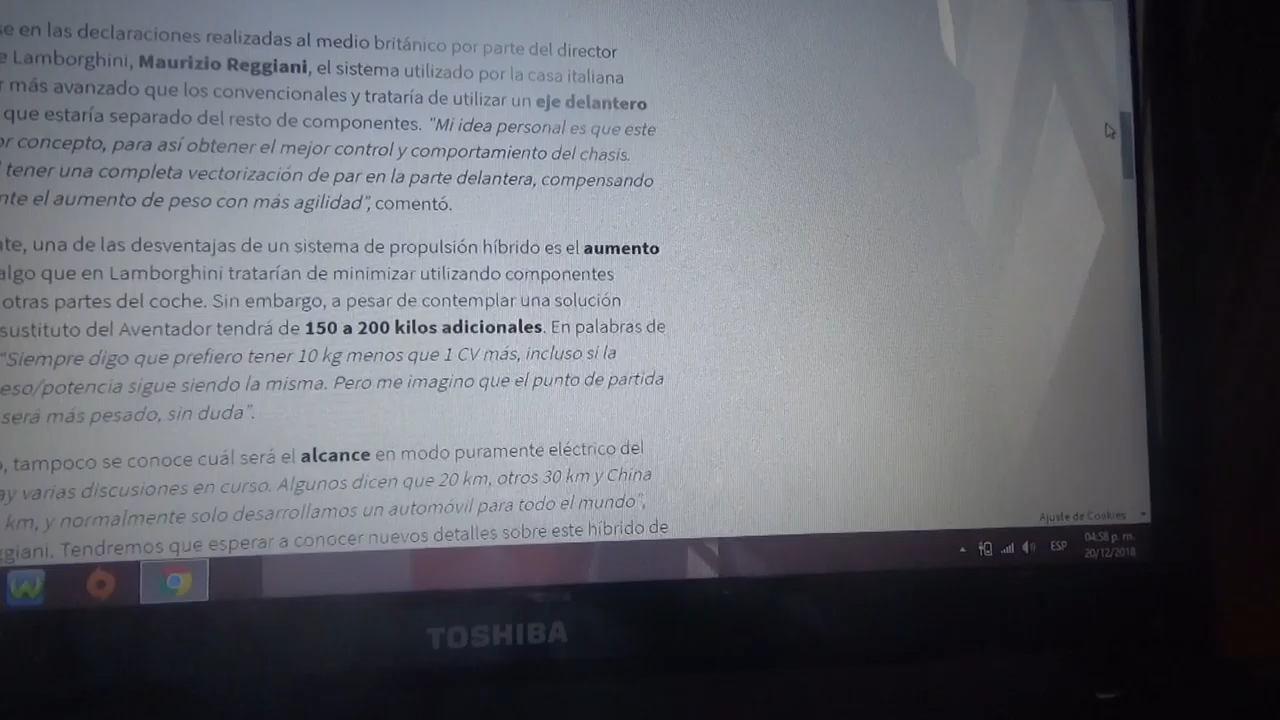 se en las declaraciones realizadas al medio británico por parte del director
e Lamborghini, Maurizio Reggiani, el sistema utilizado por la casa italiana
r más avanzado que los convencionales y trataría de utilizar un eje delantero
que estaría separado del resto de componentes. "Mi idea personal es que este
or concepto, para así obtener el mejor control y comportamiento del chasis.
tener una completa vectorización de par en la parte delantera, compensando
nte el aumento de peso con más agilidad", comentó.
nte, una de las desventajas de un sistema de propulsión híbrido es el aumento
algo que en Lamborghini tratarían de minimizar utilizando componentes
otras partes del coche. Sin embargo, a pesar de contemplar una solución
sustituto del Aventador tendrá de 150 a 200 kilos adicionales. En palabras de
"Siempre digo que prefiero tener 10 kg menos que 1 CV más, incluso si la
eso/potencia sigue siendo la misma. Pero me imagino que el punto de partida
será más pesado, sin duda".
o, tampoco se conoce cuál será el alcance en modo puramente eléctrico del
ay varias discusiones en curso. Algunos dicen que 20 km, otros 30 km y China
km, y normalmente solo desarrollamos un automóvil para todo el mundo",
ggiani. Tendremos que esperar a conocer nuevos detalles sobre este híbrido de
Ajuste de Cookies
ESP
04:58 p. m.
20/12/2018
TOSHIBA